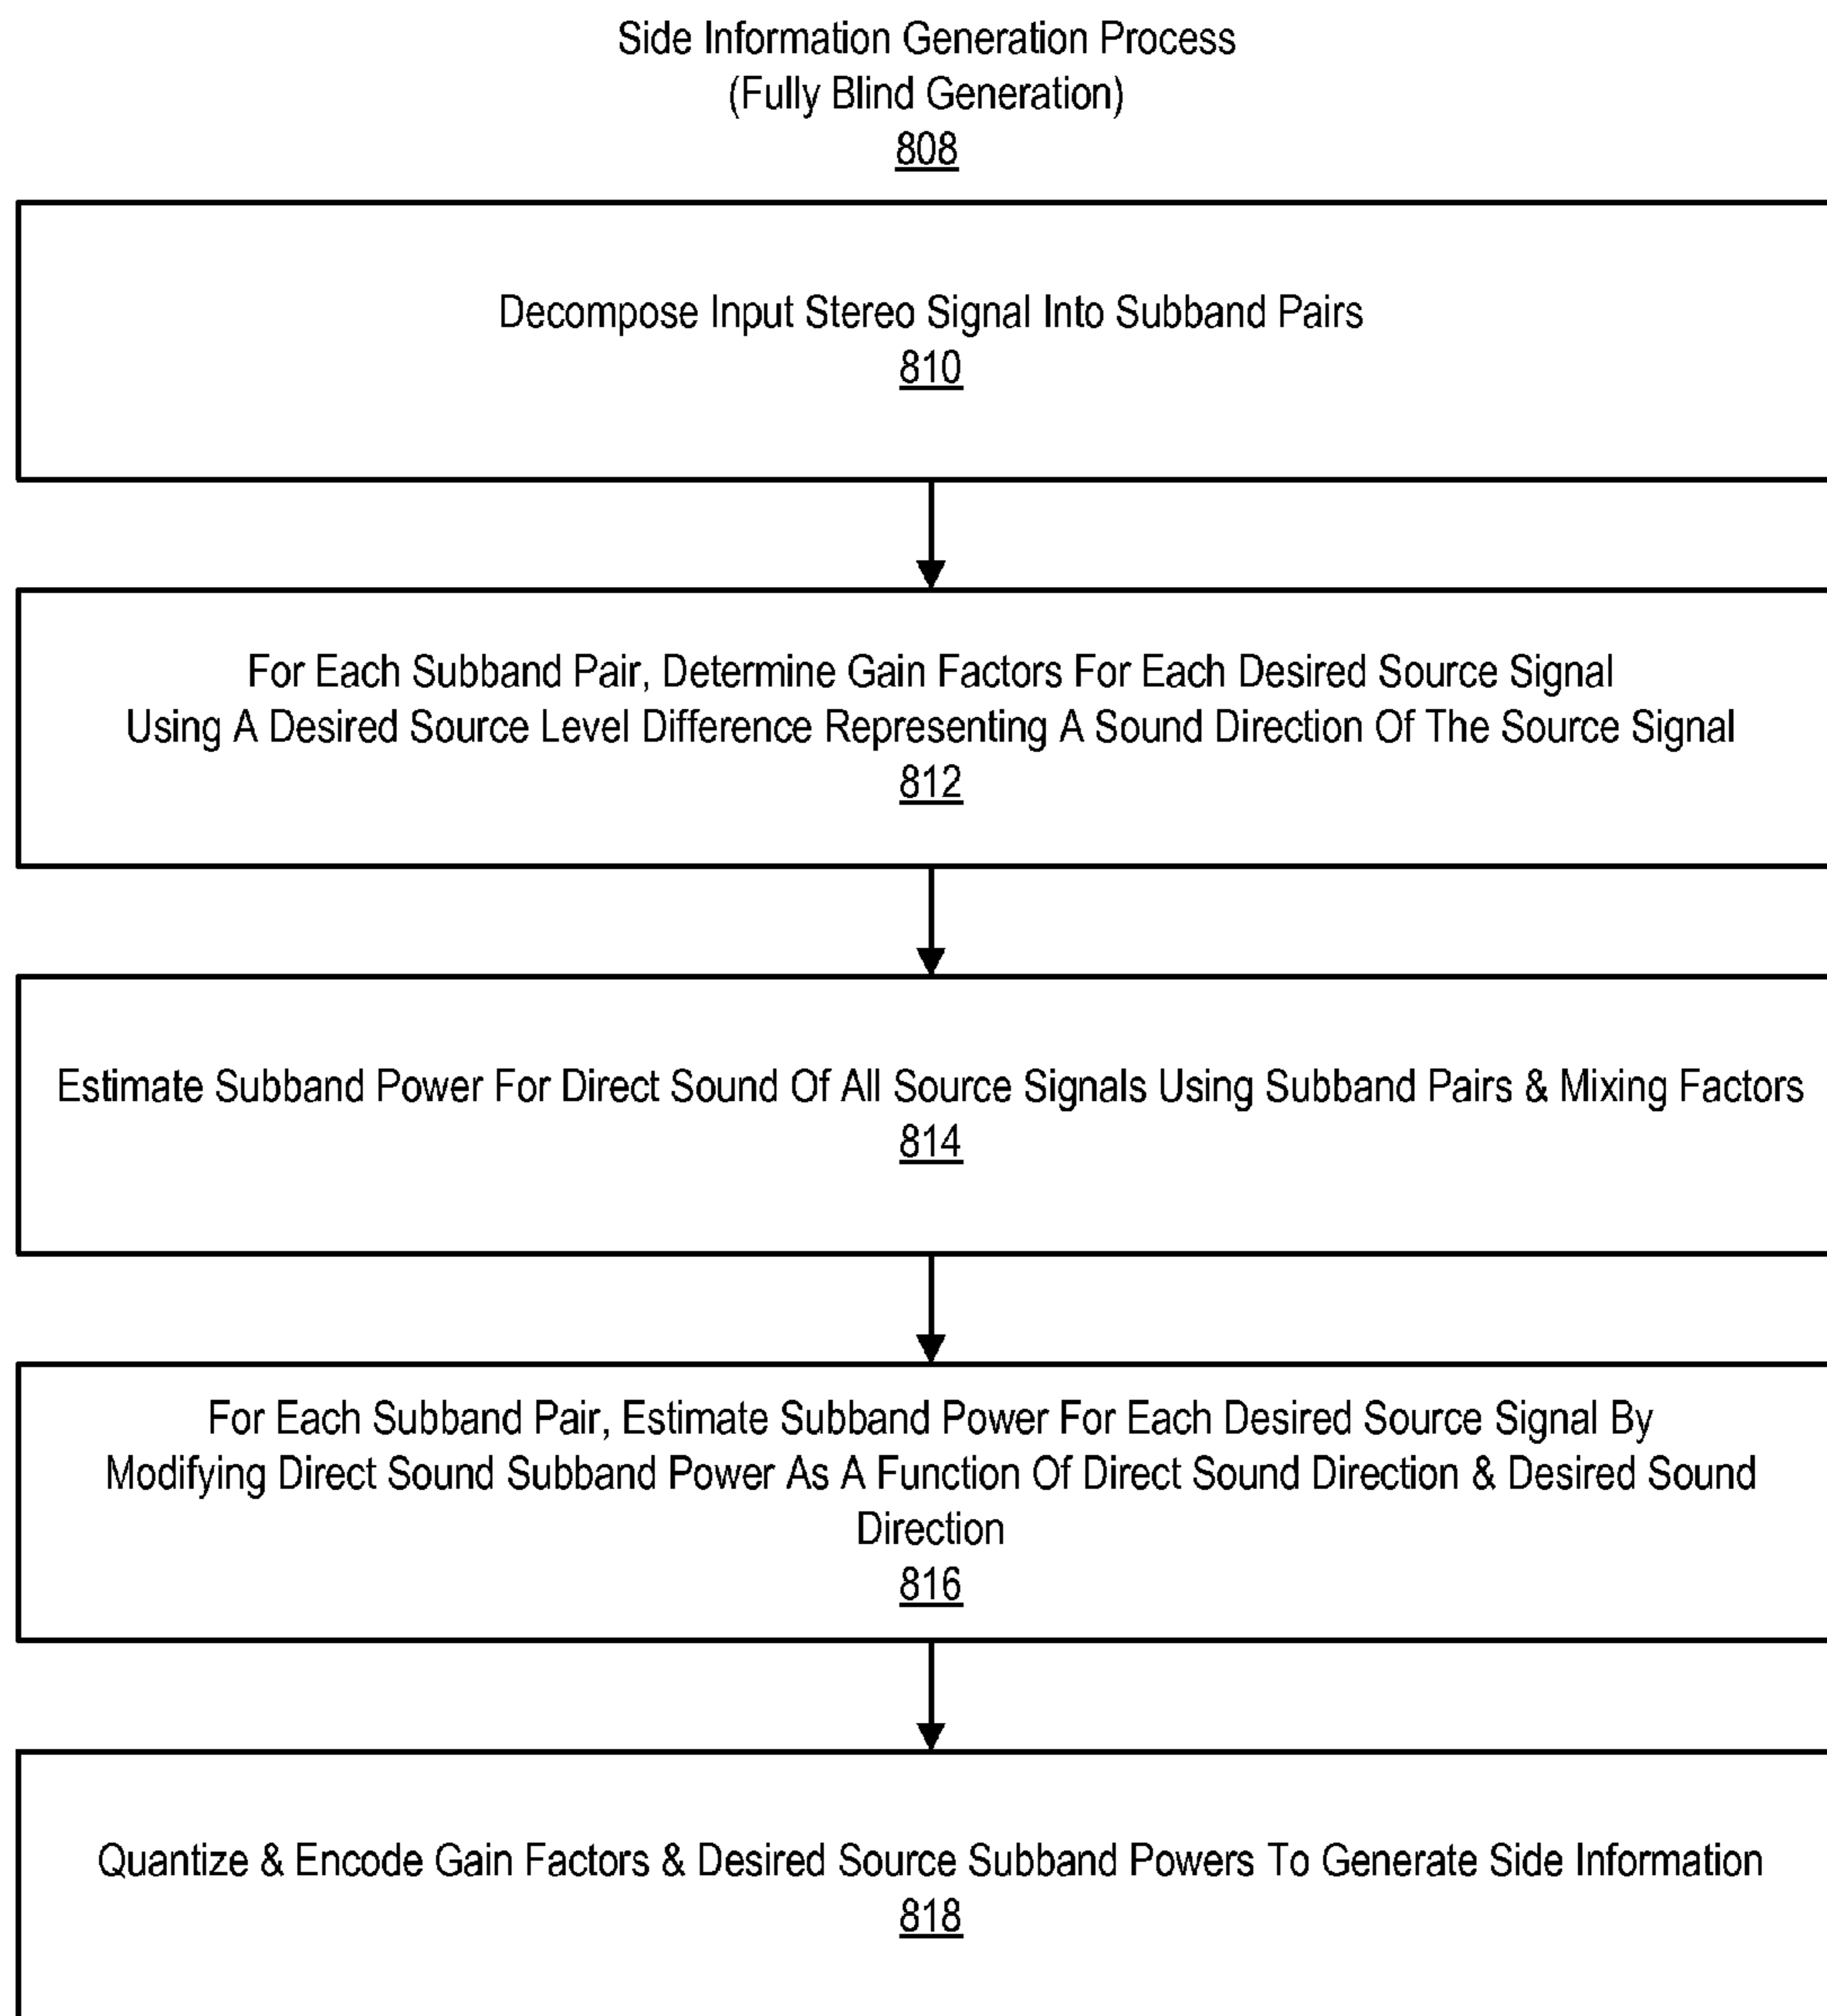 Side Information Generation Process
(Fully Blind Generation)
808
Decompose Input Stereo Signal Into Subband Pairs
810
For Each Subband Pair, Determine Gain Factors For Each Desired Source Signal
Using A Desired Source Level Difference Representing A Sound Direction Of The Source Signal
812
Estimate Subband Power For Direct Sound Of All Source Signals Using Subband Pairs & Mixing Factors
814
For Each Subband Pair, Estimate Subband Power For Each Desired Source Signal By
Modifying Direct Sound Subband Power As A Function Of Direct Sound Direction & Desired Sound
Direction
816
Quantize & Encode Gain Factors & Desired Source Subband Powers To Generate Side Information
818